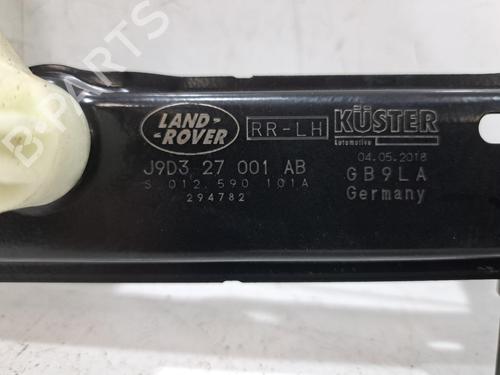 B-PARTS
LAND-
-ROVER
RR-LH
KÜSTER
Automotive
J9D3 27 001 AB
04.05.2018
S 012.590 101A
GB9LA
294782
Germany